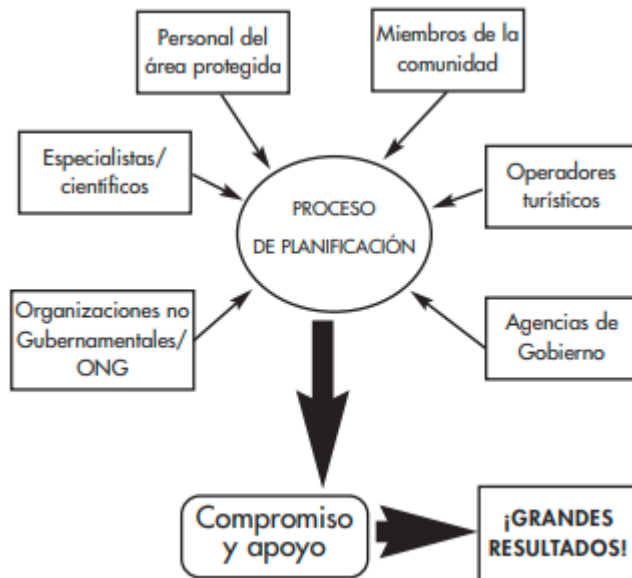 Personal del
área protegida
Miembros de la
comunidad
Especialistas/
científicos
Operadores
turísticos
PROCESO
DE PLANIFICACIÓN
Organizaciones no
Gubernamentales/
ONG
Agencias de
Gobierno
Compromiso
y apoyo
¡GRANDES
RESULTADOS!